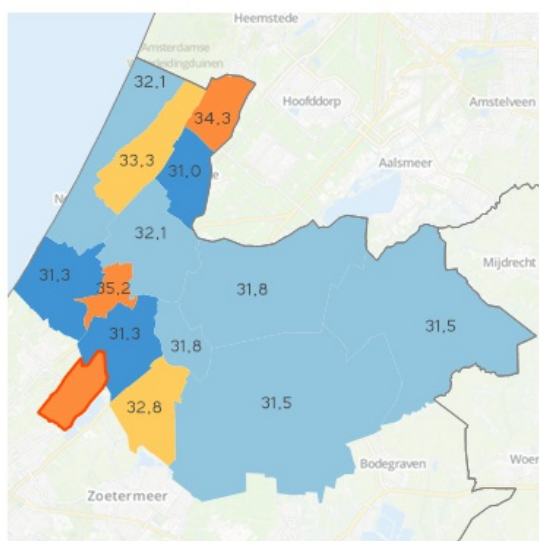 Heemstede
Amsterdamse
Waterleidingduinen
32,1
Hoofddorp
34,3
Amstelveen
33,3
31,0
Aalsmeer
32,1
Mijdrecht
31,3
35,2
31,8
31,3
31,8
31,5
32,8
31,5
Bodegraven
Zoetermeer